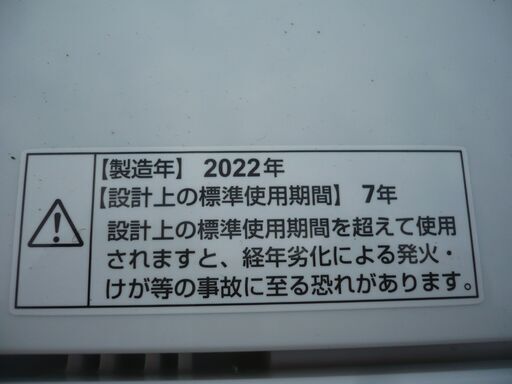 【製造年】 2022年
【設計上の標準使用期間】 7年
設計上の標準使用期間を超えて使用
されますと、経年劣化による発火・
けが等の事故に至る恐れがあります。